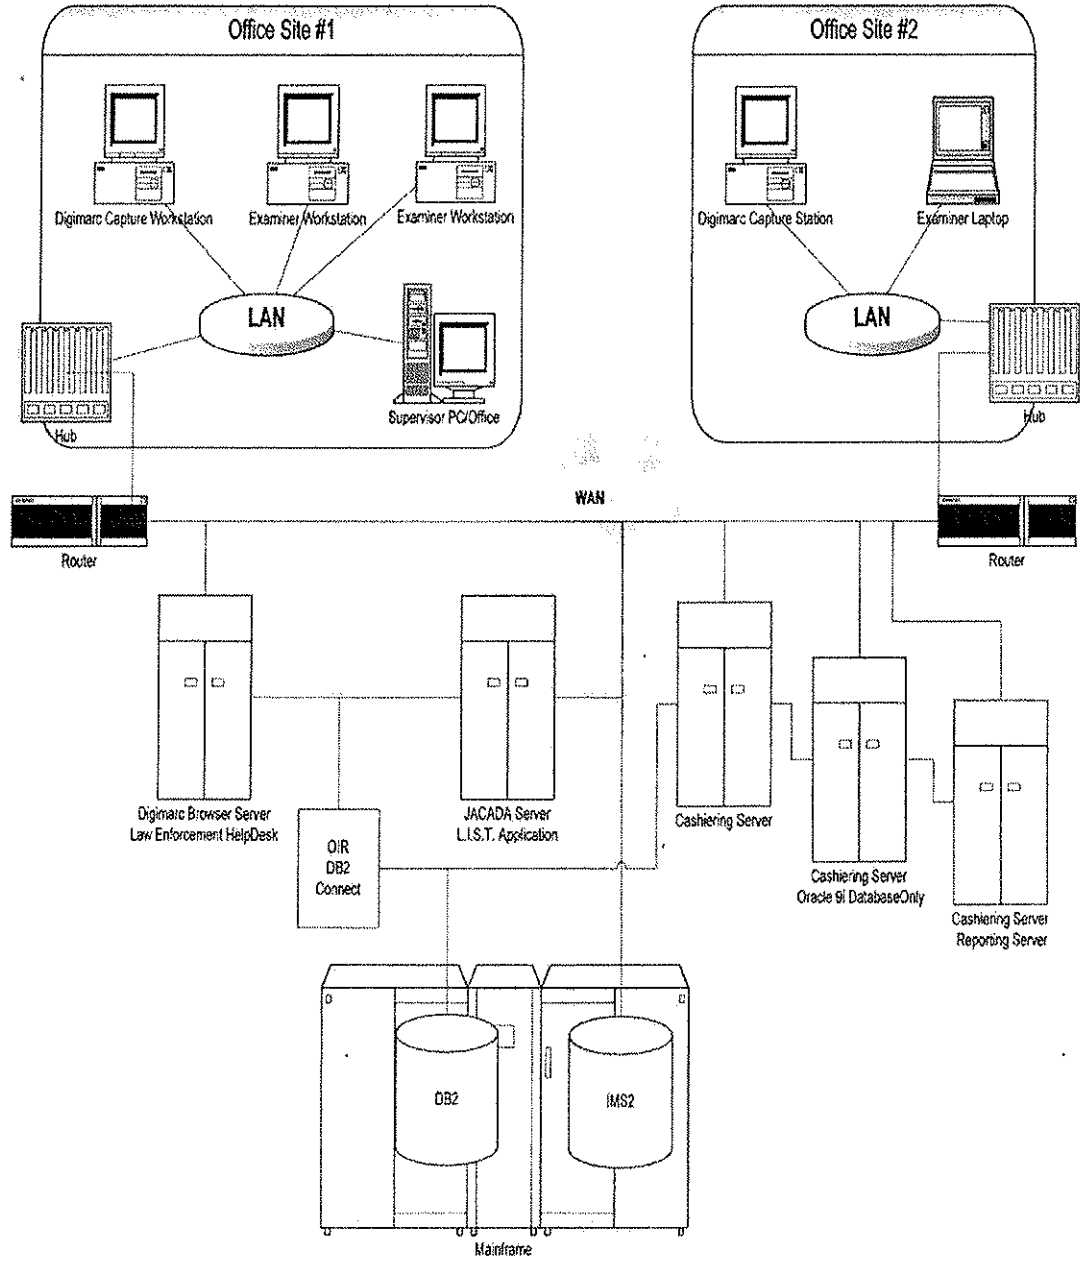 Office Site #1
Office Site #2
Digimarc Capture Workstation
Examiner Workstation
Examiner Workstation
Digimarc Capture Station
Examiner Laptop
LAN
LAN
Supervisor PC/Office
Hub
Hub
WAN
Router
Router
Digimarc Browser Server
Law Enforcement HelpDesk
JACADA Server
L.I.S.T. Application
Cashiering Server
OIR
DB2
Connect
Cashiering Server
Oracle 9i DatabaseOnly
Cashiering Server
Reporting Server
DB2
IMS2
Mainframe